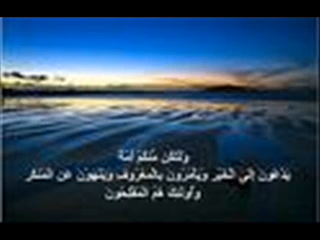 ولتكن منكم أمة
يدعون إلى الخير ويأمرون بالمعروف وينهون عن المنكر
وأولئك هم المفلحون